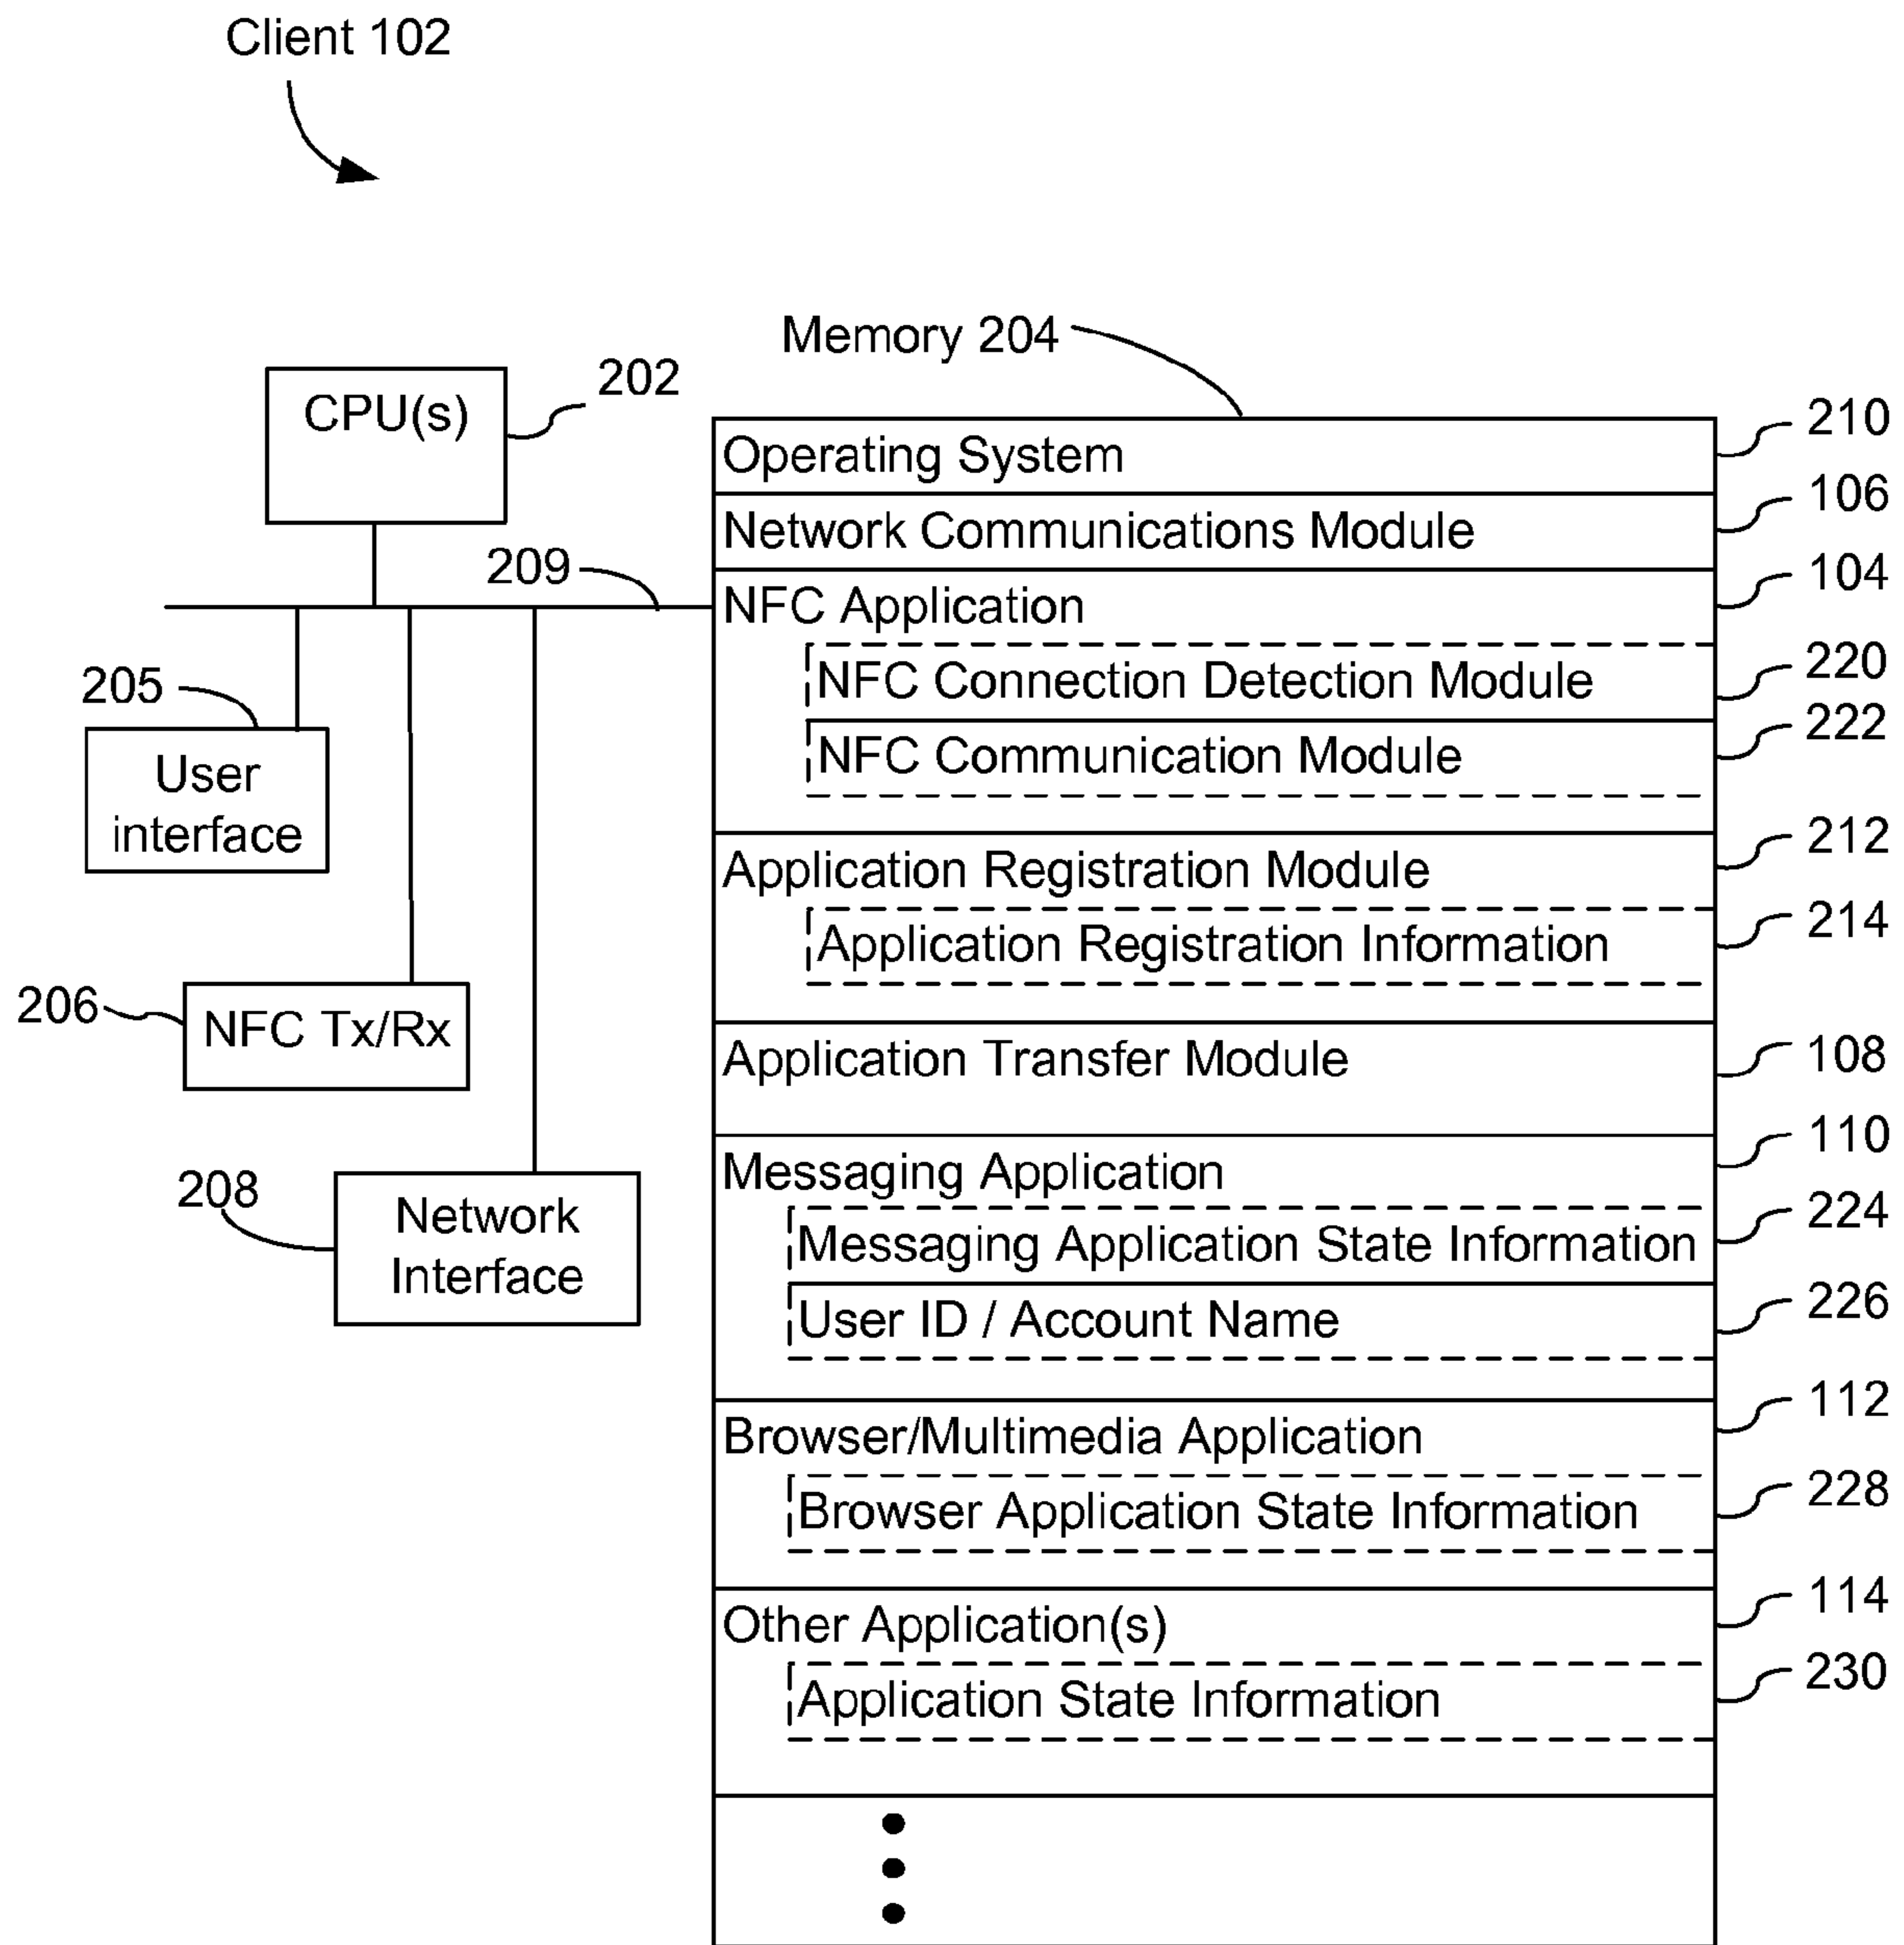 Client 102
Memory 204
CPU(s)
202
Operating System
210
Network Communications Module
106
209
NFC Application
104
NFC Connection Detection Module
220
NFC Communication Module
222
205
User
interface
Application Registration Module
212
Application Registration Information
214
206
NFC Tx/Rx
Application Transfer Module
108
208
Network
Interface
Messaging Application
110
Messaging Application State Information
224
User ID / Account Name
226
Browser/Multimedia Application
112
Browser Application State Information
228
Other Application(s)
114
Application State Information
230